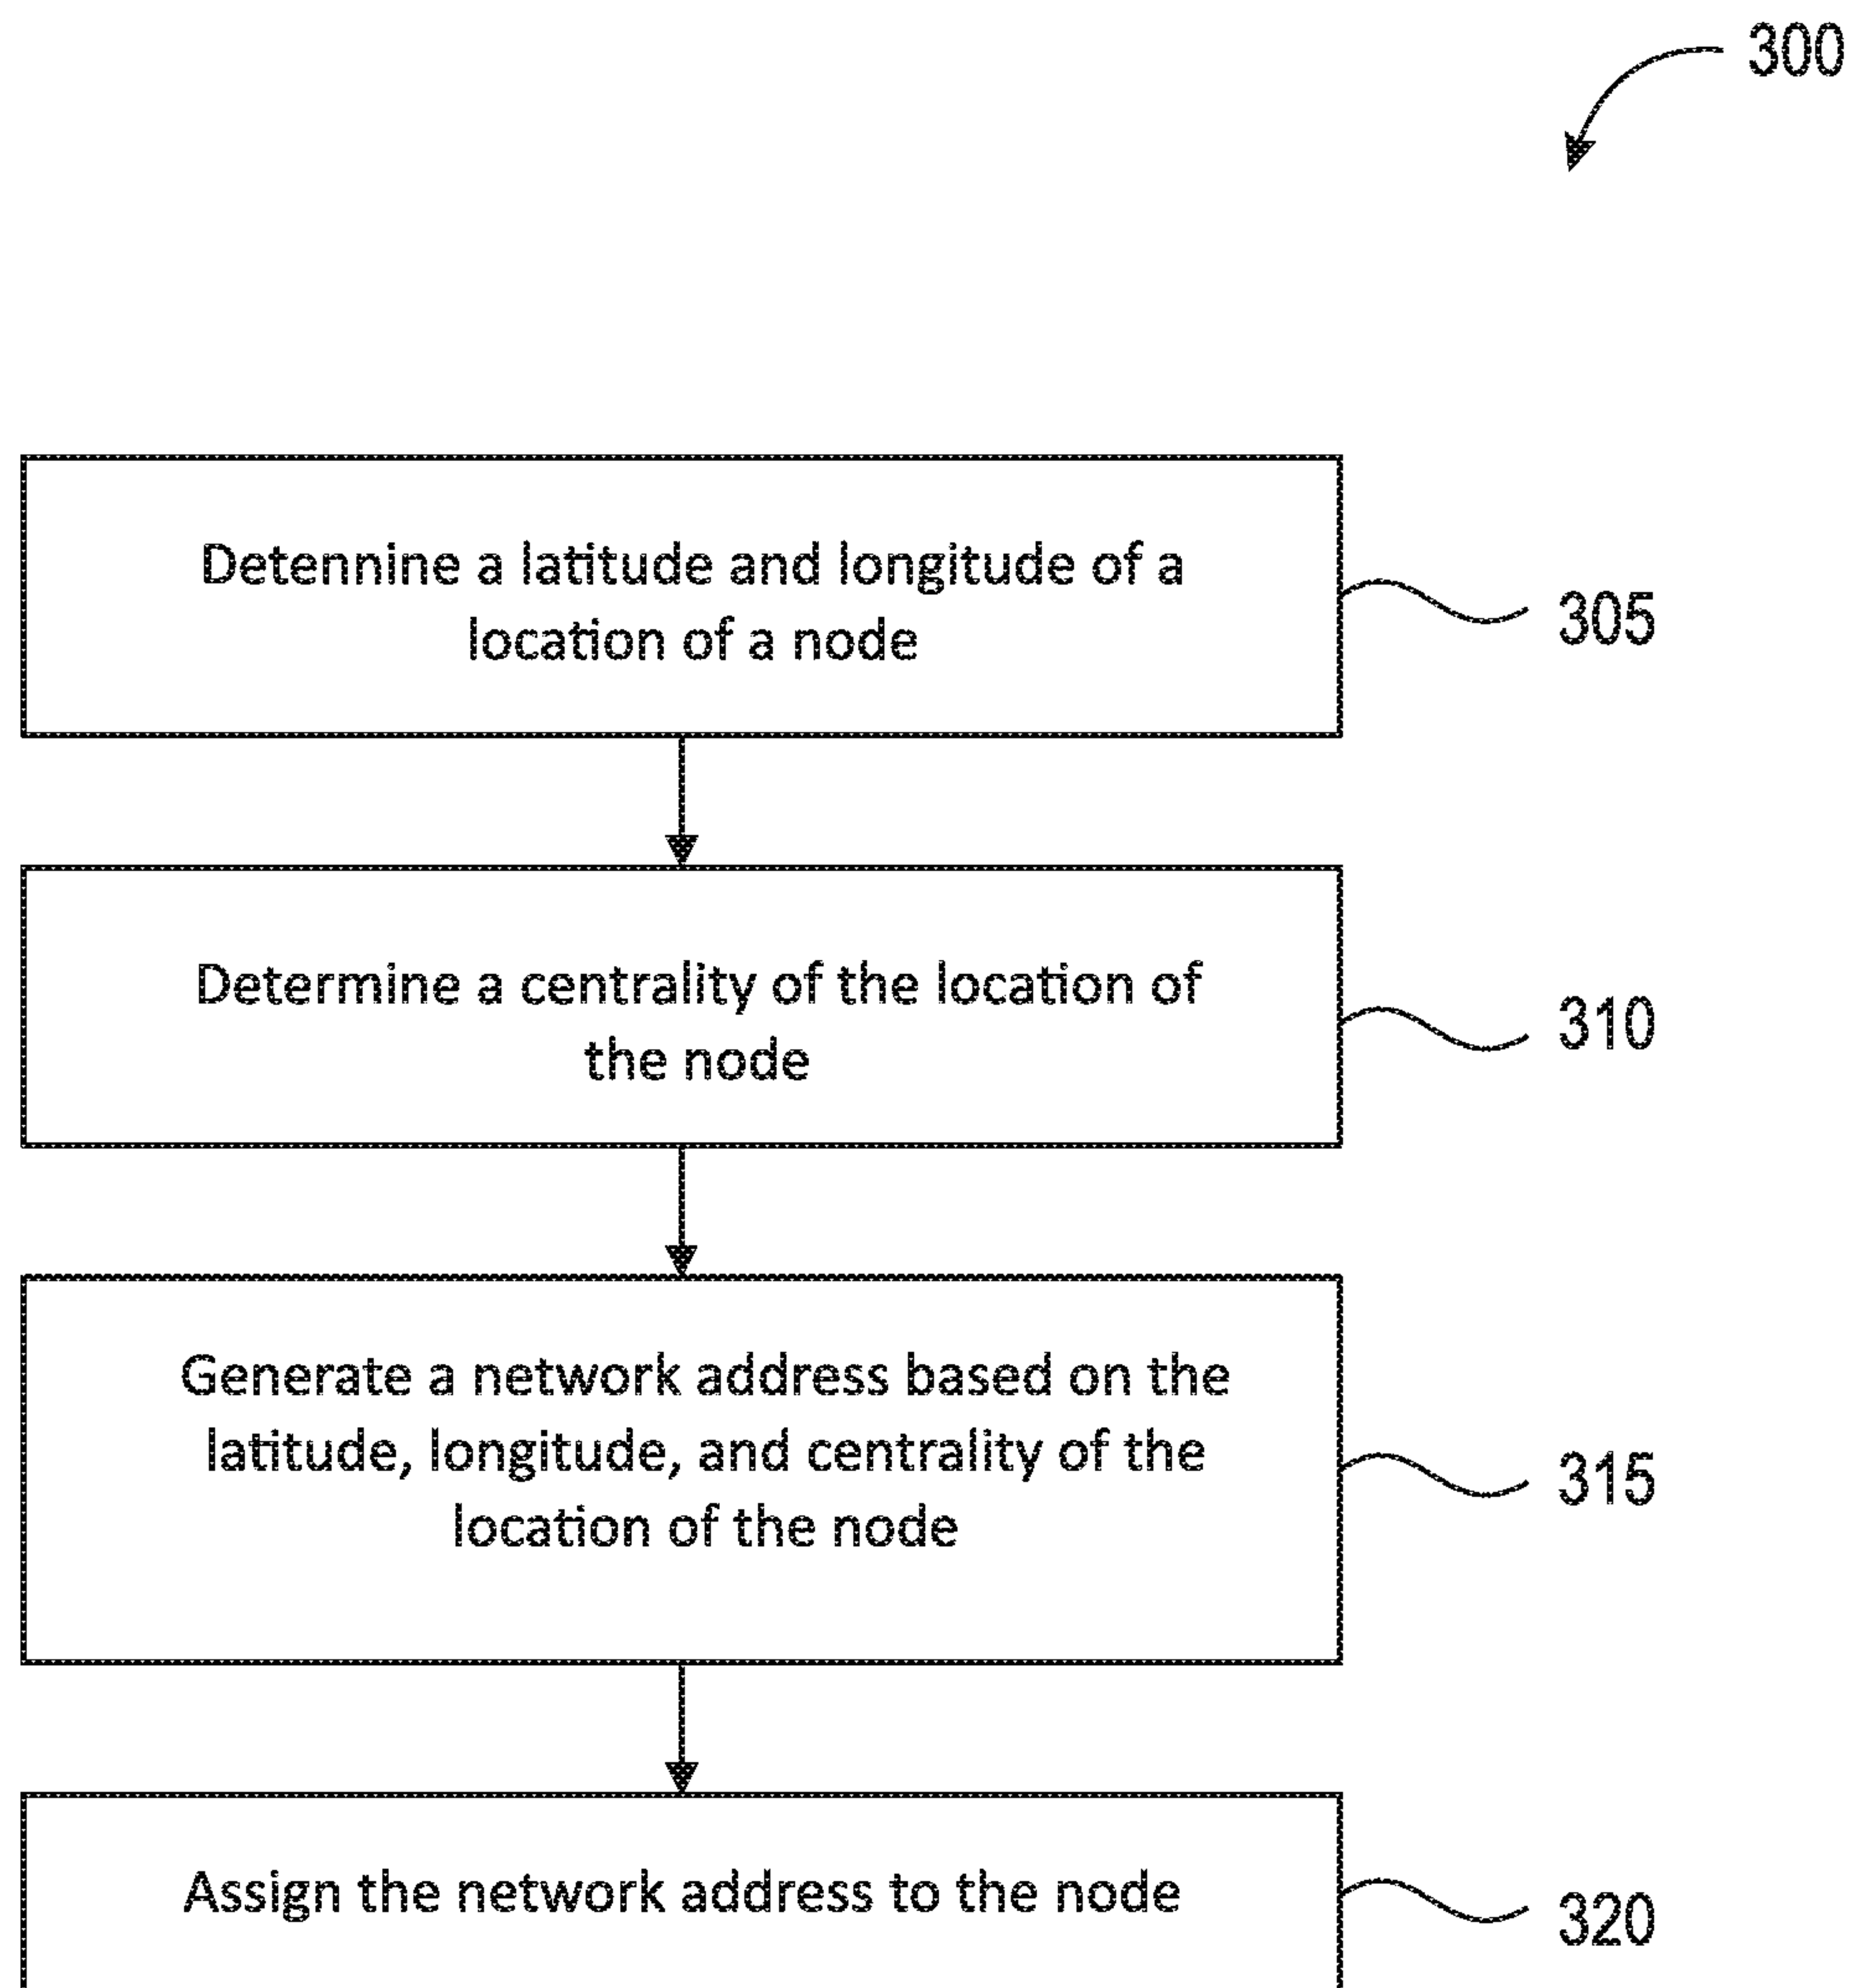 300
Detennine a latitude and longitude of a
location of a node
305
Determine a centrality of the location of
the node
310
Generate a network address based on the
latitude, longitude, and centrality of the
location of the node
315
Assign the network address to the node
320